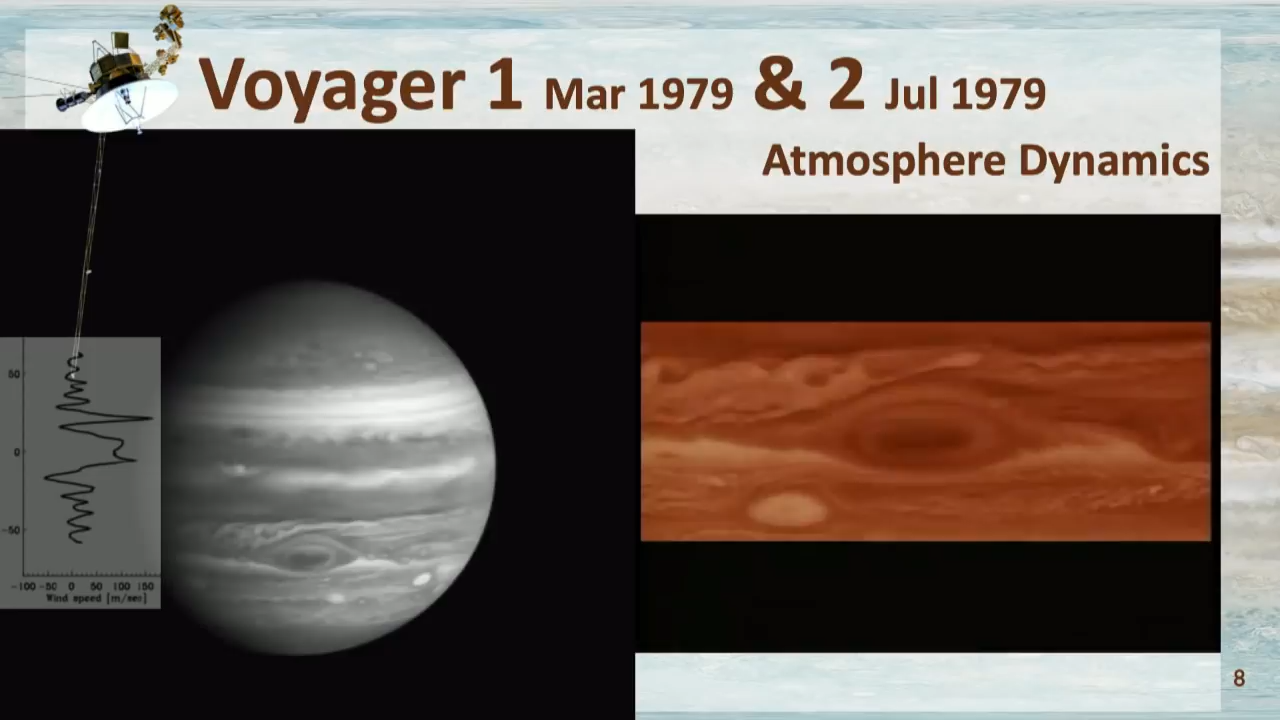 Voyager 1 Mar 1979 & 2 Jul 1979
Atmosphere Dynamics
50
0
-50
-100 -50 0 50 100 150
Wind speed [m/sec]
8